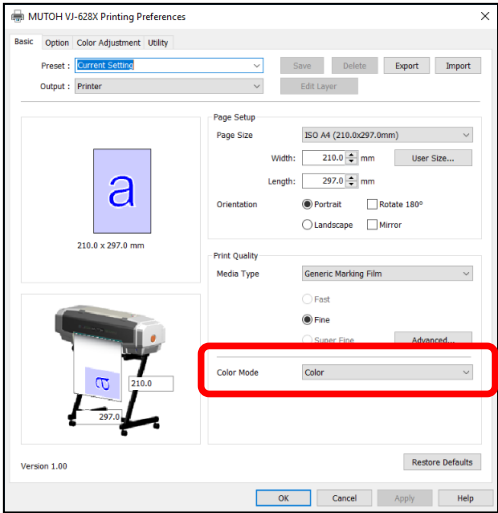 MUTOH VJ-628X Printing Preferences
Basic Option Color Adjustment Utility
Preset : Current Setting Save Delete Export Import
Output : Printer Edit Layer
Page Setup
Page Size ISO A4 (210.0x297.0mm)
Width: 210.0 mm User Size...
Length: 297.0 mm
Orientation Portrait Rotate 180º
Landscape Mirror
a
210.0 x 297.0 mm
Print Quality
Media Type Generic Marking Film
Fast
Fine
Super Fine Advanced...
Color Mode Color
a
210.0
297.0
Version 1.00
Restore Defaults
OK Cancel Apply Help